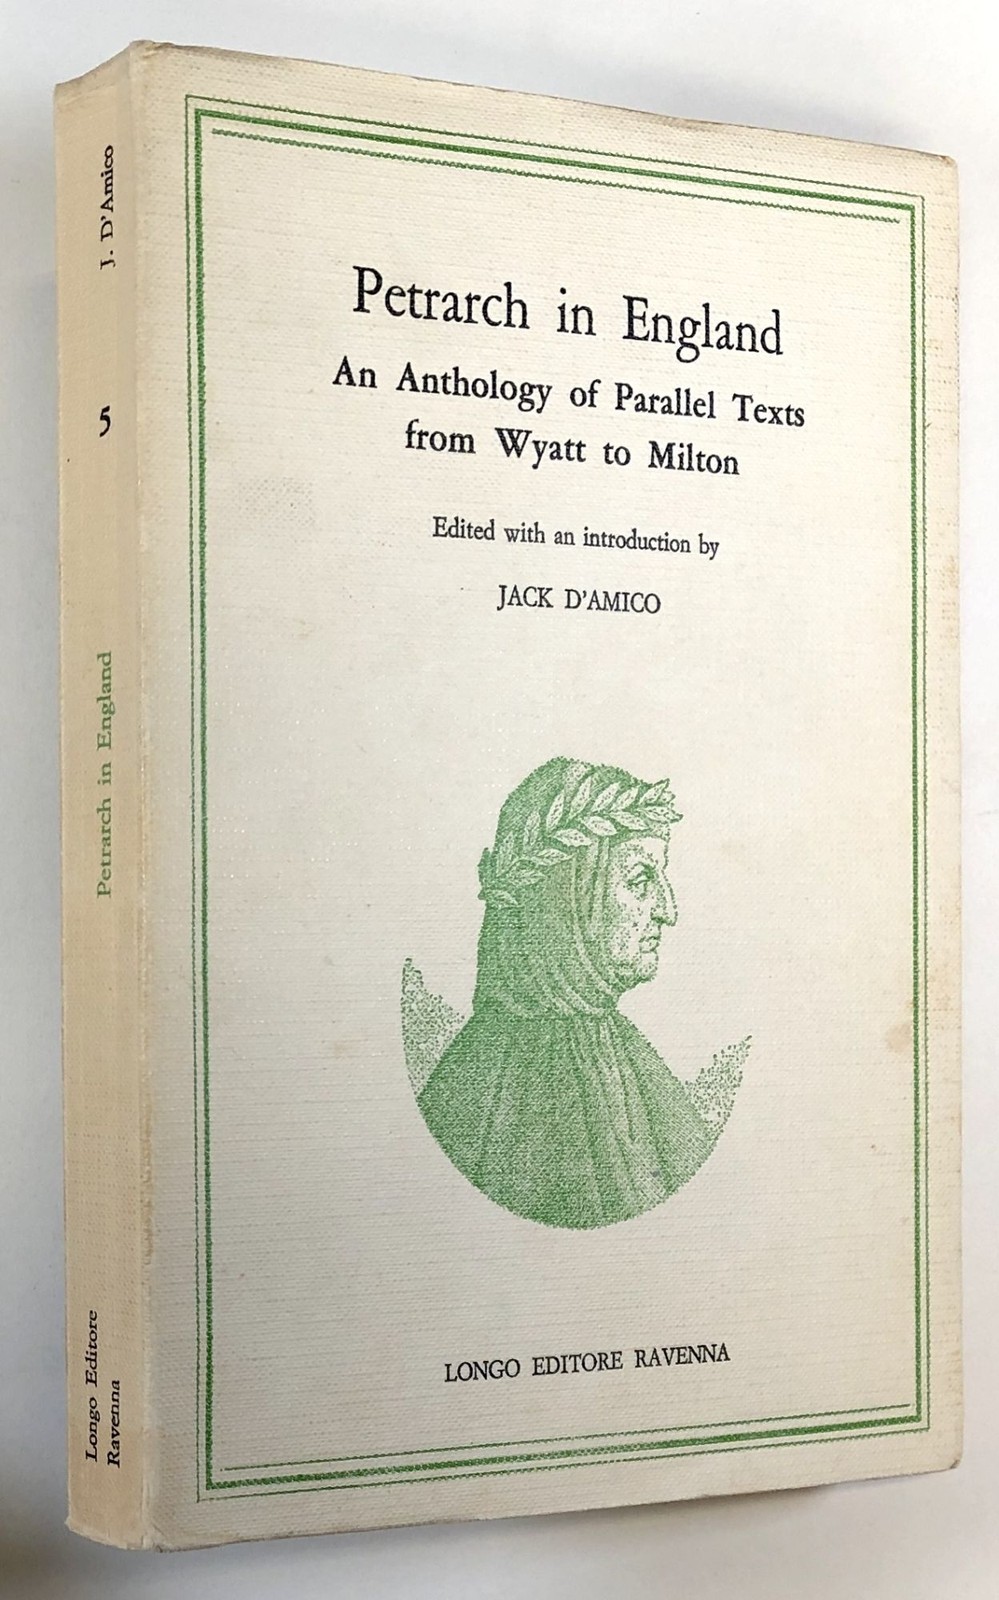 J. D'Amico
5
Petrarch in England
Longo Editore
Ravenna
Petrarch in England
An Anthology of Parallel Texts
from Wyatt to Milton
Edited with an introduction by
JACK D'AMICO
LONGO EDITORE RAVENNA